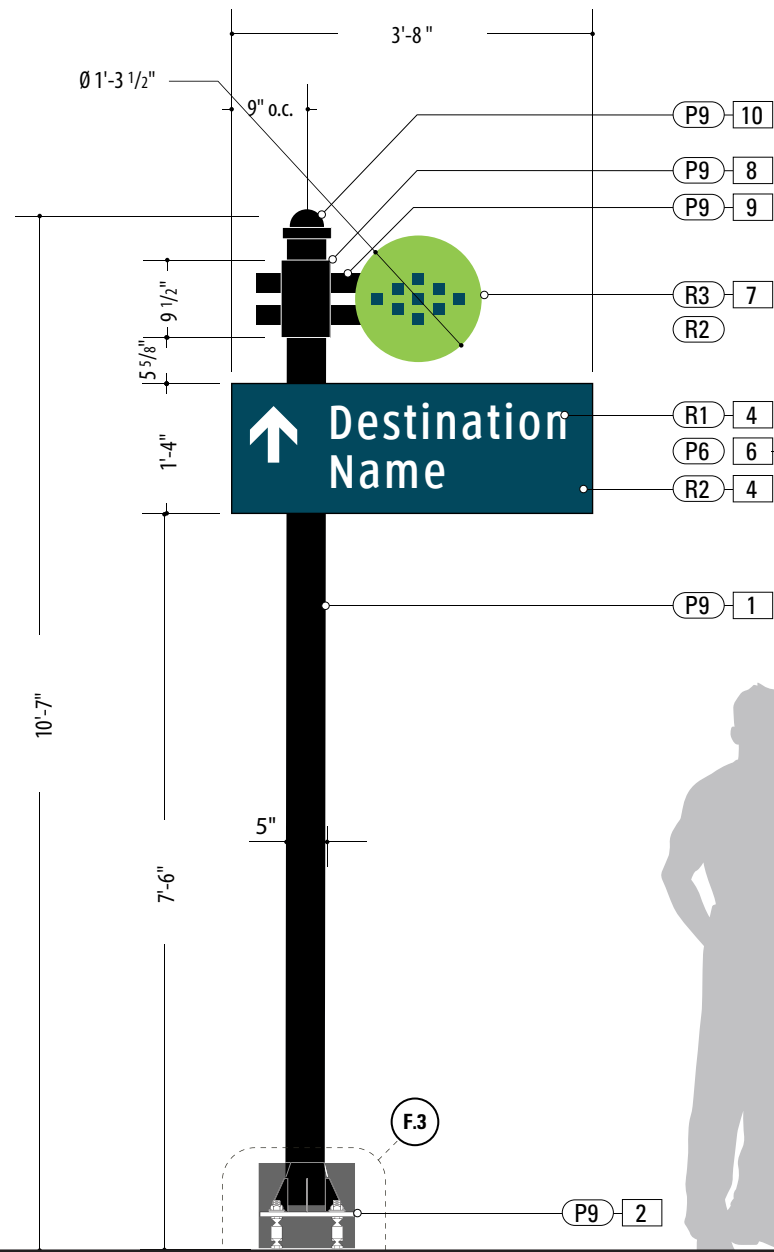 3'-8"
Ø 1'-3 1/2"
9" o.c.
P9 10
P9 8
P9 9
9 1/2"
R3 7
R2
5 5/8"
1'-4"
Destination
Name
R1 4
P6 6
R2 4
P9 1
10'-7"
5"
7'-6"
F.3
P9 2